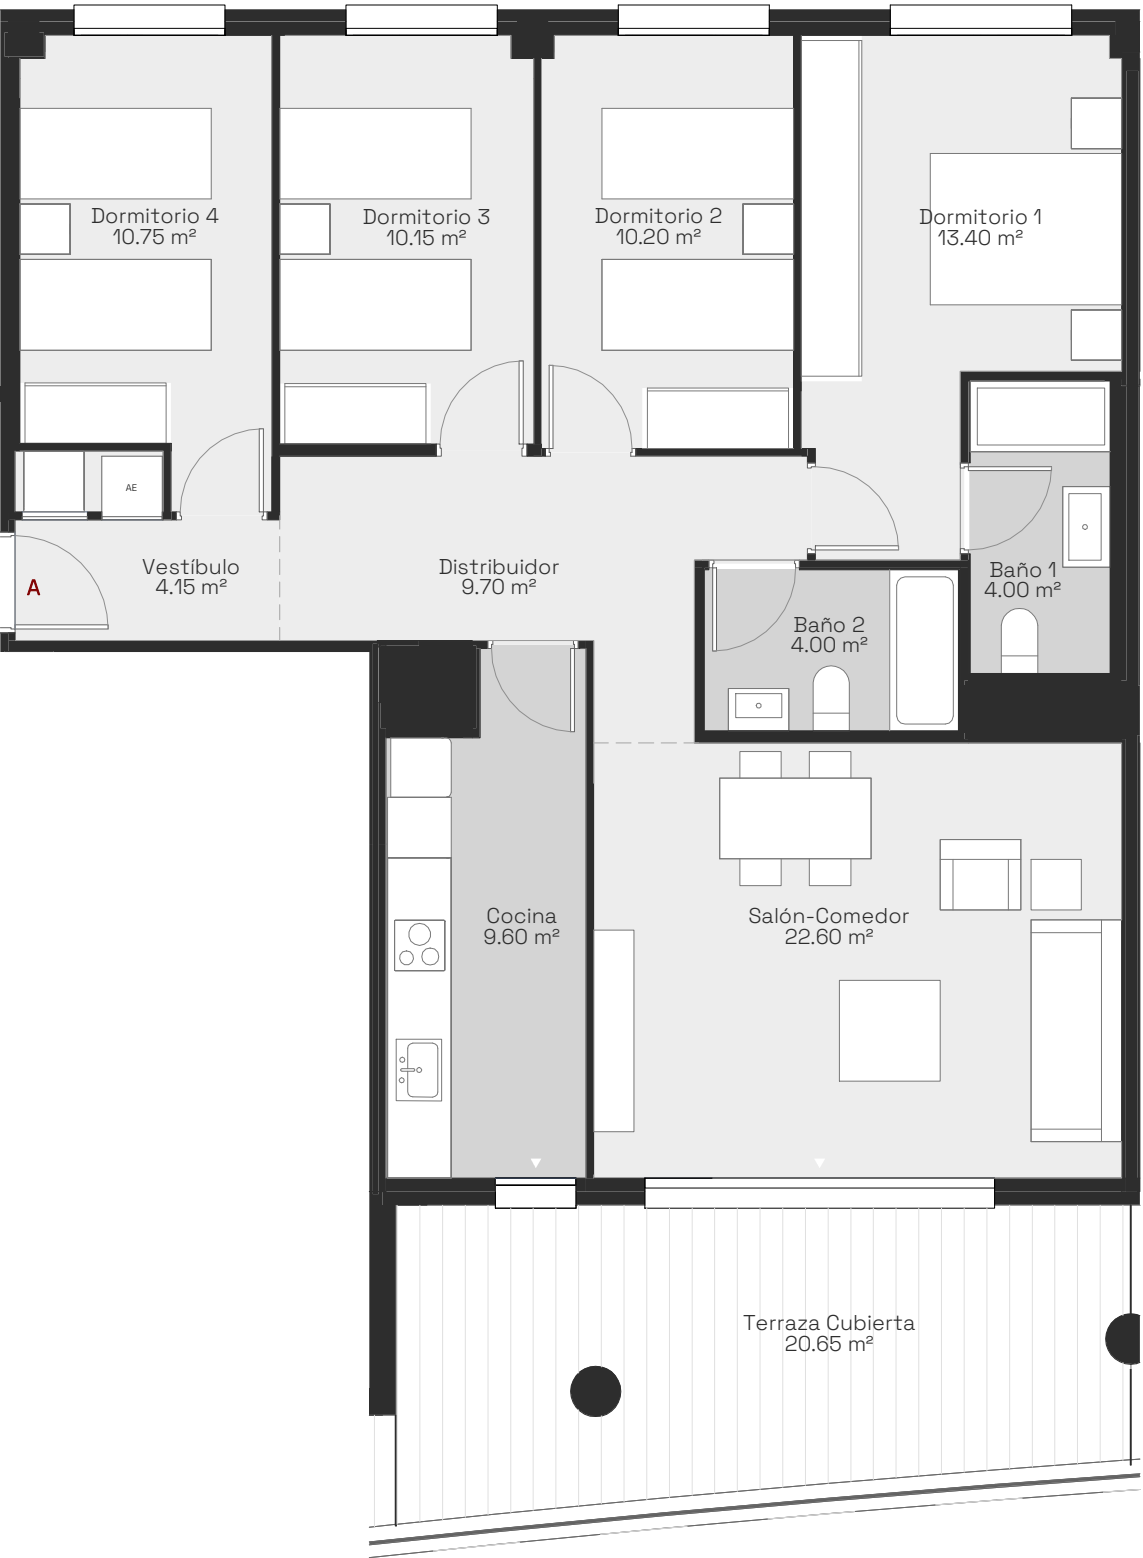 Dormitorio 4
10.75 m²
Dormitorio 3
10.15 m²
Dormitorio 2
10.20 m²
Dormitorio 1
13.40 m²
AE
A
Vestíbulo
4.15 m²
Distribuidor
9.70 m²
Baño 1
4.00 m²
Baño 2
4.00 m²
Cocina
9.60 m²
Salón-Comedor
22.60 m²
Terraza Cubierta
20.65 m²